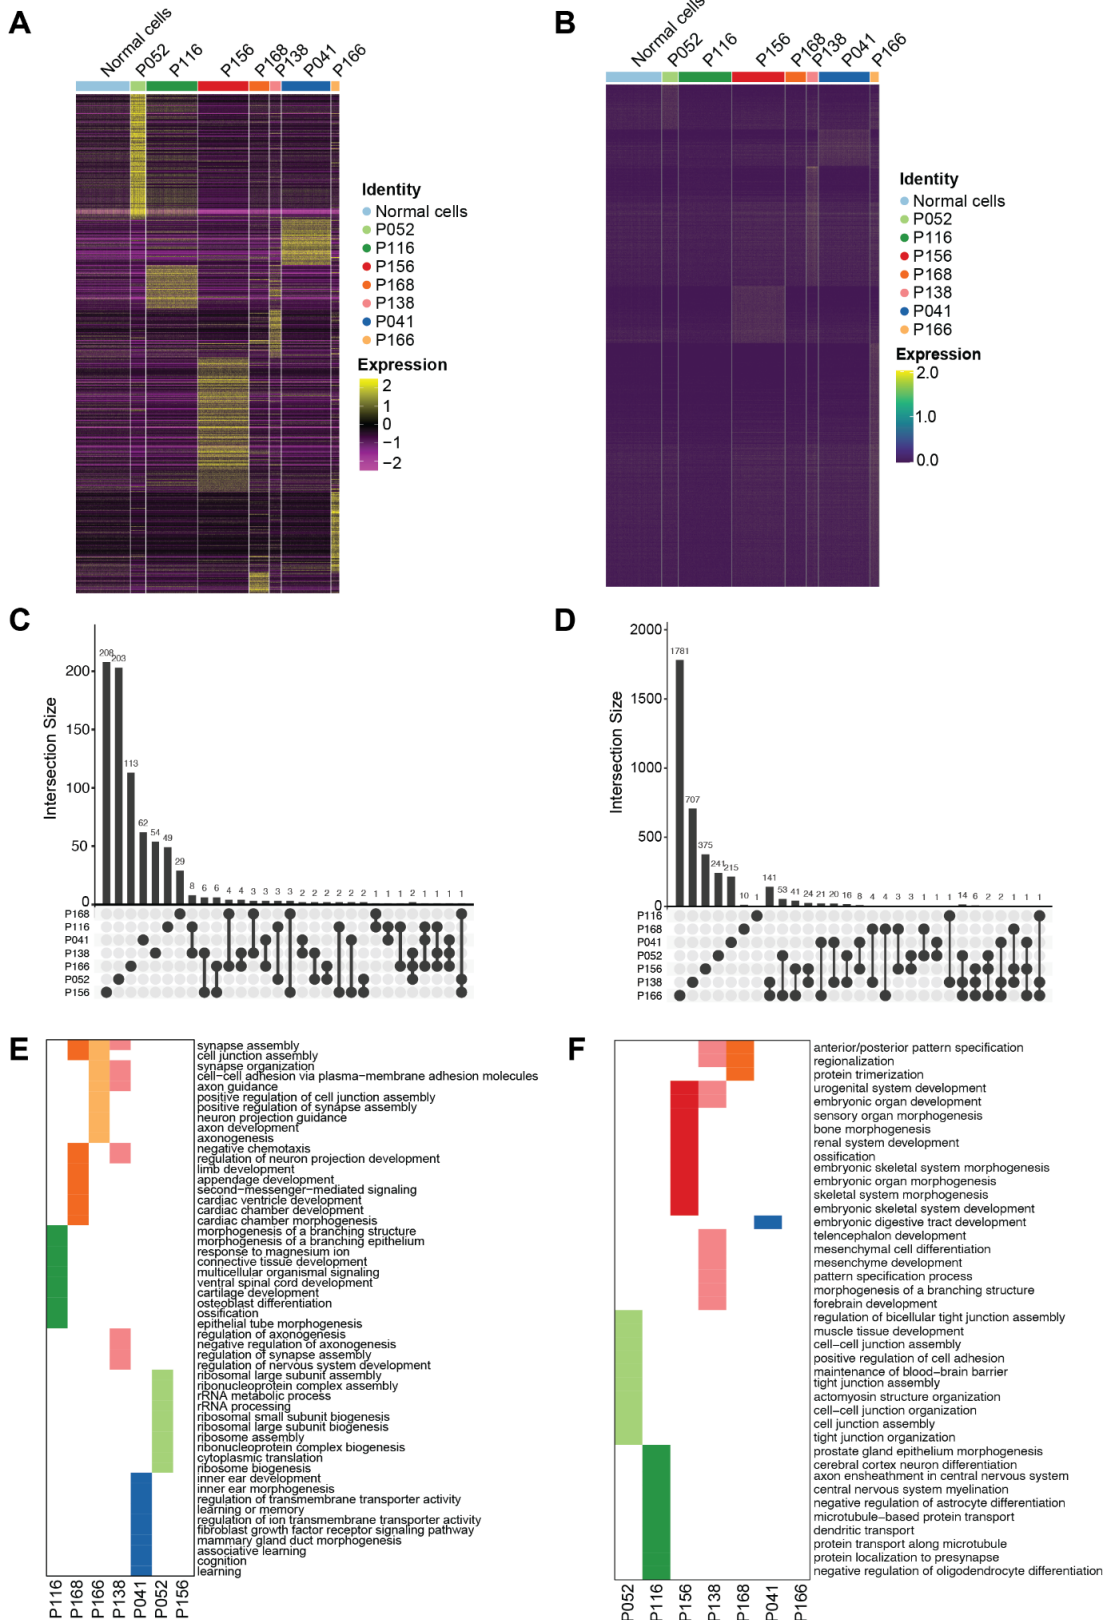 A
Normal cells
P052
P116
P156
P168
P138
P041
P166
Identity
Normal cells
P052
P116
P156
P168
P138
P041
P166
Expression
2
1
0
−1
−2
B
Normal cells
P052
P116
P156
P168
P138
P041
P166
Identity
Normal cells
P052
P116
P156
P168
P138
P041
P166
Expression
2.0
1.0
0.0
C
Intersection Size
200
150
100
50
0
208
203
113
62
54
49
29
8
6
6
4
4
3
3
3
3
2
2
2
2
2
2
1
1
1
2
1
1
1
P168
P116
P041
P138
P166
P052
P156
D
Intersection Size
2000
1500
1000
500
0
1781
707
375
241
215
10
1
141
53
41
24
21
20
16
8
4
4
3
3
1
1
1
14
6
2
2
1
1
1
P116
P168
P041
P052
P156
P138
P166
E
synapse assembly
cell junction assembly
synapse organization
cell−cell adhesion via plasma−membrane adhesion molecules
axon guidance
positive regulation of cell junction assembly
positive regulation of synapse assembly
neuron projection guidance
axon development
axonogenesis
negative chemotaxis
regulation of neuron projection development
limb development
appendage development
second−messenger−mediated signaling
cardiac ventricle development
cardiac chamber development
cardiac chamber morphogenesis
morphogenesis of a branching structure
morphogenesis of a branching epithelium
response to magnesium ion
connective tissue development
multicellular organismal signaling
ventral spinal cord development
cartilage development
osteoblast differentiation
ossification
epithelial tube morphogenesis
regulation of axonogenesis
negative regulation of axonogenesis
regulation of synapse assembly
regulation of nervous system development
ribosomal large subunit assembly
ribonucleoprotein complex assembly
rRNA metabolic process
rRNA processing
ribosomal small subunit biogenesis
ribosomal large subunit biogenesis
ribosome assembly
ribonucleoprotein complex biogenesis
cytoplasmic translation
ribosome biogenesis
inner ear development
inner ear morphogenesis
regulation of transmembrane transporter activity
learning or memory
regulation of ion transmembrane transporter activity
fibroblast growth factor receptor signaling pathway
mammary gland duct morphogenesis
associative learning
cognition
learning
P116
P168
P166
P138
P041
P052
P156
F
anterior/posterior pattern specification
regionalization
protein trimerization
urogenital system development
embryonic organ development
sensory organ morphogenesis
bone morphogenesis
renal system development
ossification
embryonic skeletal system morphogenesis
embryonic organ morphogenesis
skeletal system morphogenesis
embryonic skeletal system development
embryonic digestive tract development
telencephalon development
mesenchymal cell differentiation
mesenchyme development
pattern specification process
morphogenesis of a branching structure
forebrain development
regulation of bicellular tight junction assembly
muscle tissue development
cell−cell junction assembly
positive regulation of cell adhesion
maintenance of blood−brain barrier
tight junction assembly
actomyosin structure organization
cell−cell junction organization
cell junction assembly
tight junction organization
prostate gland epithelium morphogenesis
cerebral cortex neuron differentiation
axon ensheathment in central nervous system
central nervous system myelination
negative regulation of astrocyte differentiation
microtubule−based protein transport
dendritic transport
protein transport along microtubule
protein localization to presynapse
negative regulation of oligodendrocyte differentiation
P052
P116
P156
P138
P168
P041
P166